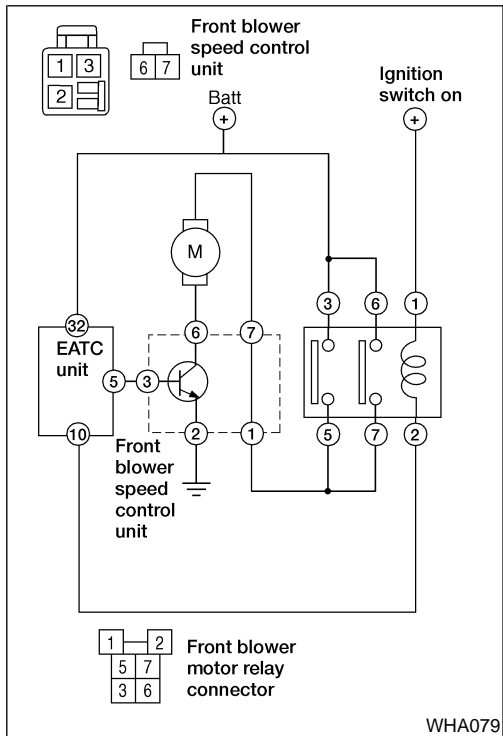 Front blower
speed control
unit
1 3
2
6 7
Batt
+
Ignition
switch on
+
M
3 6 1
32
EATC
unit
5 3
6 7
2 1
10
5 7 2
Front
blower
speed
control
unit
1 2
5 7
3 6
Front blower
motor relay
connector
WHA079